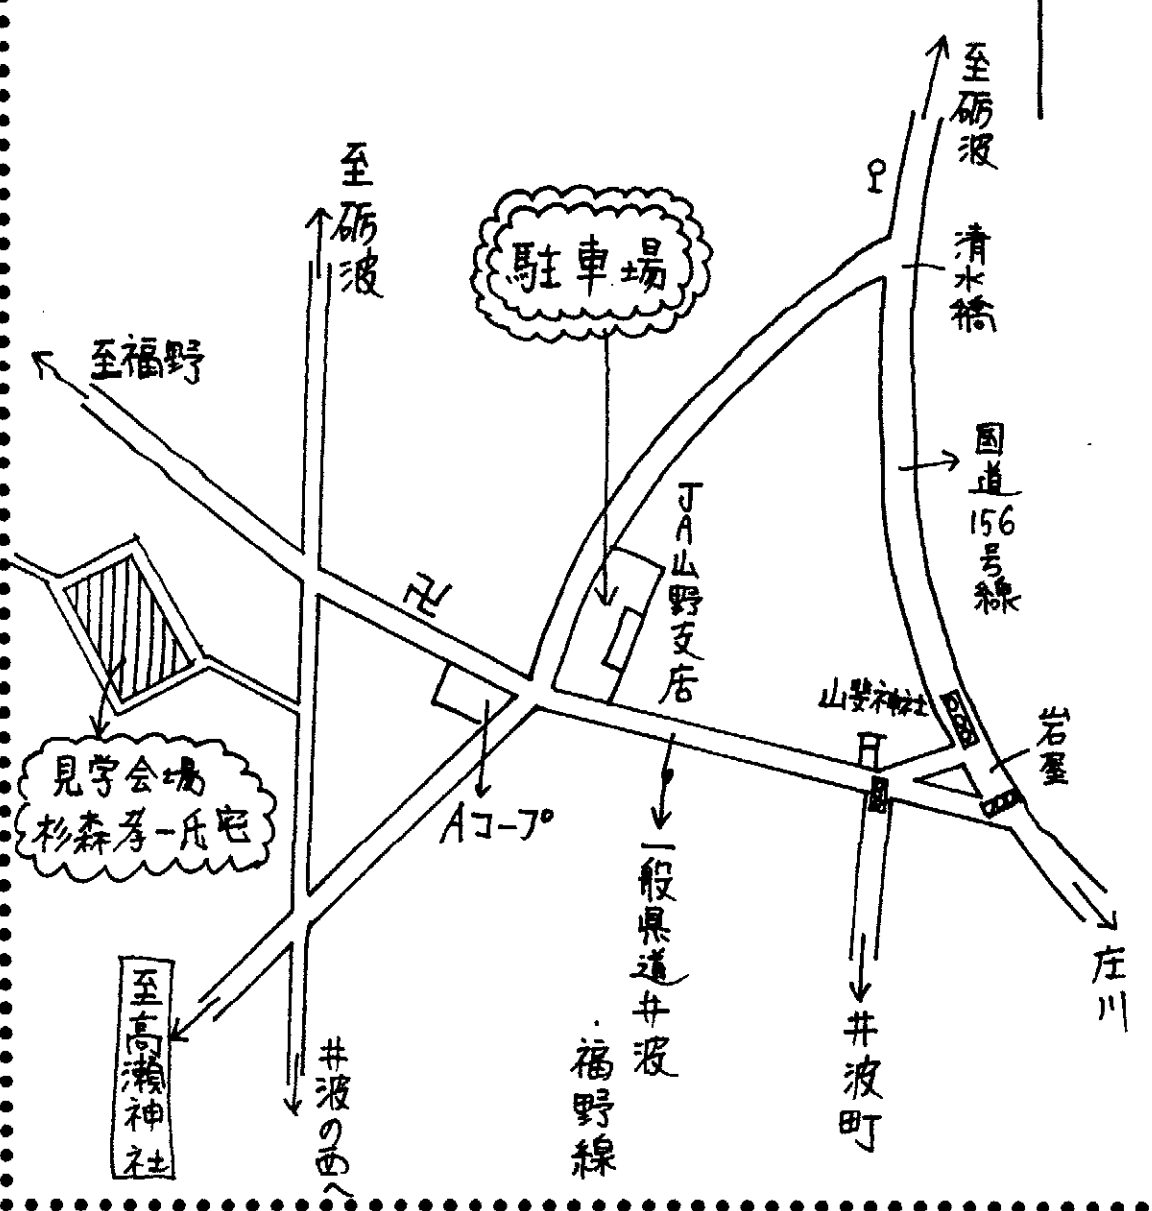 至砺波
清水橋
国道156号線
至砺波
駐車場
至福野
JA山野支店
山斐神社
岩屋
見学会場
杉森孝一氏宅
Aコープ
一般県道井波・福野線
庄川
井波町
井波の西へ
至高瀬神社